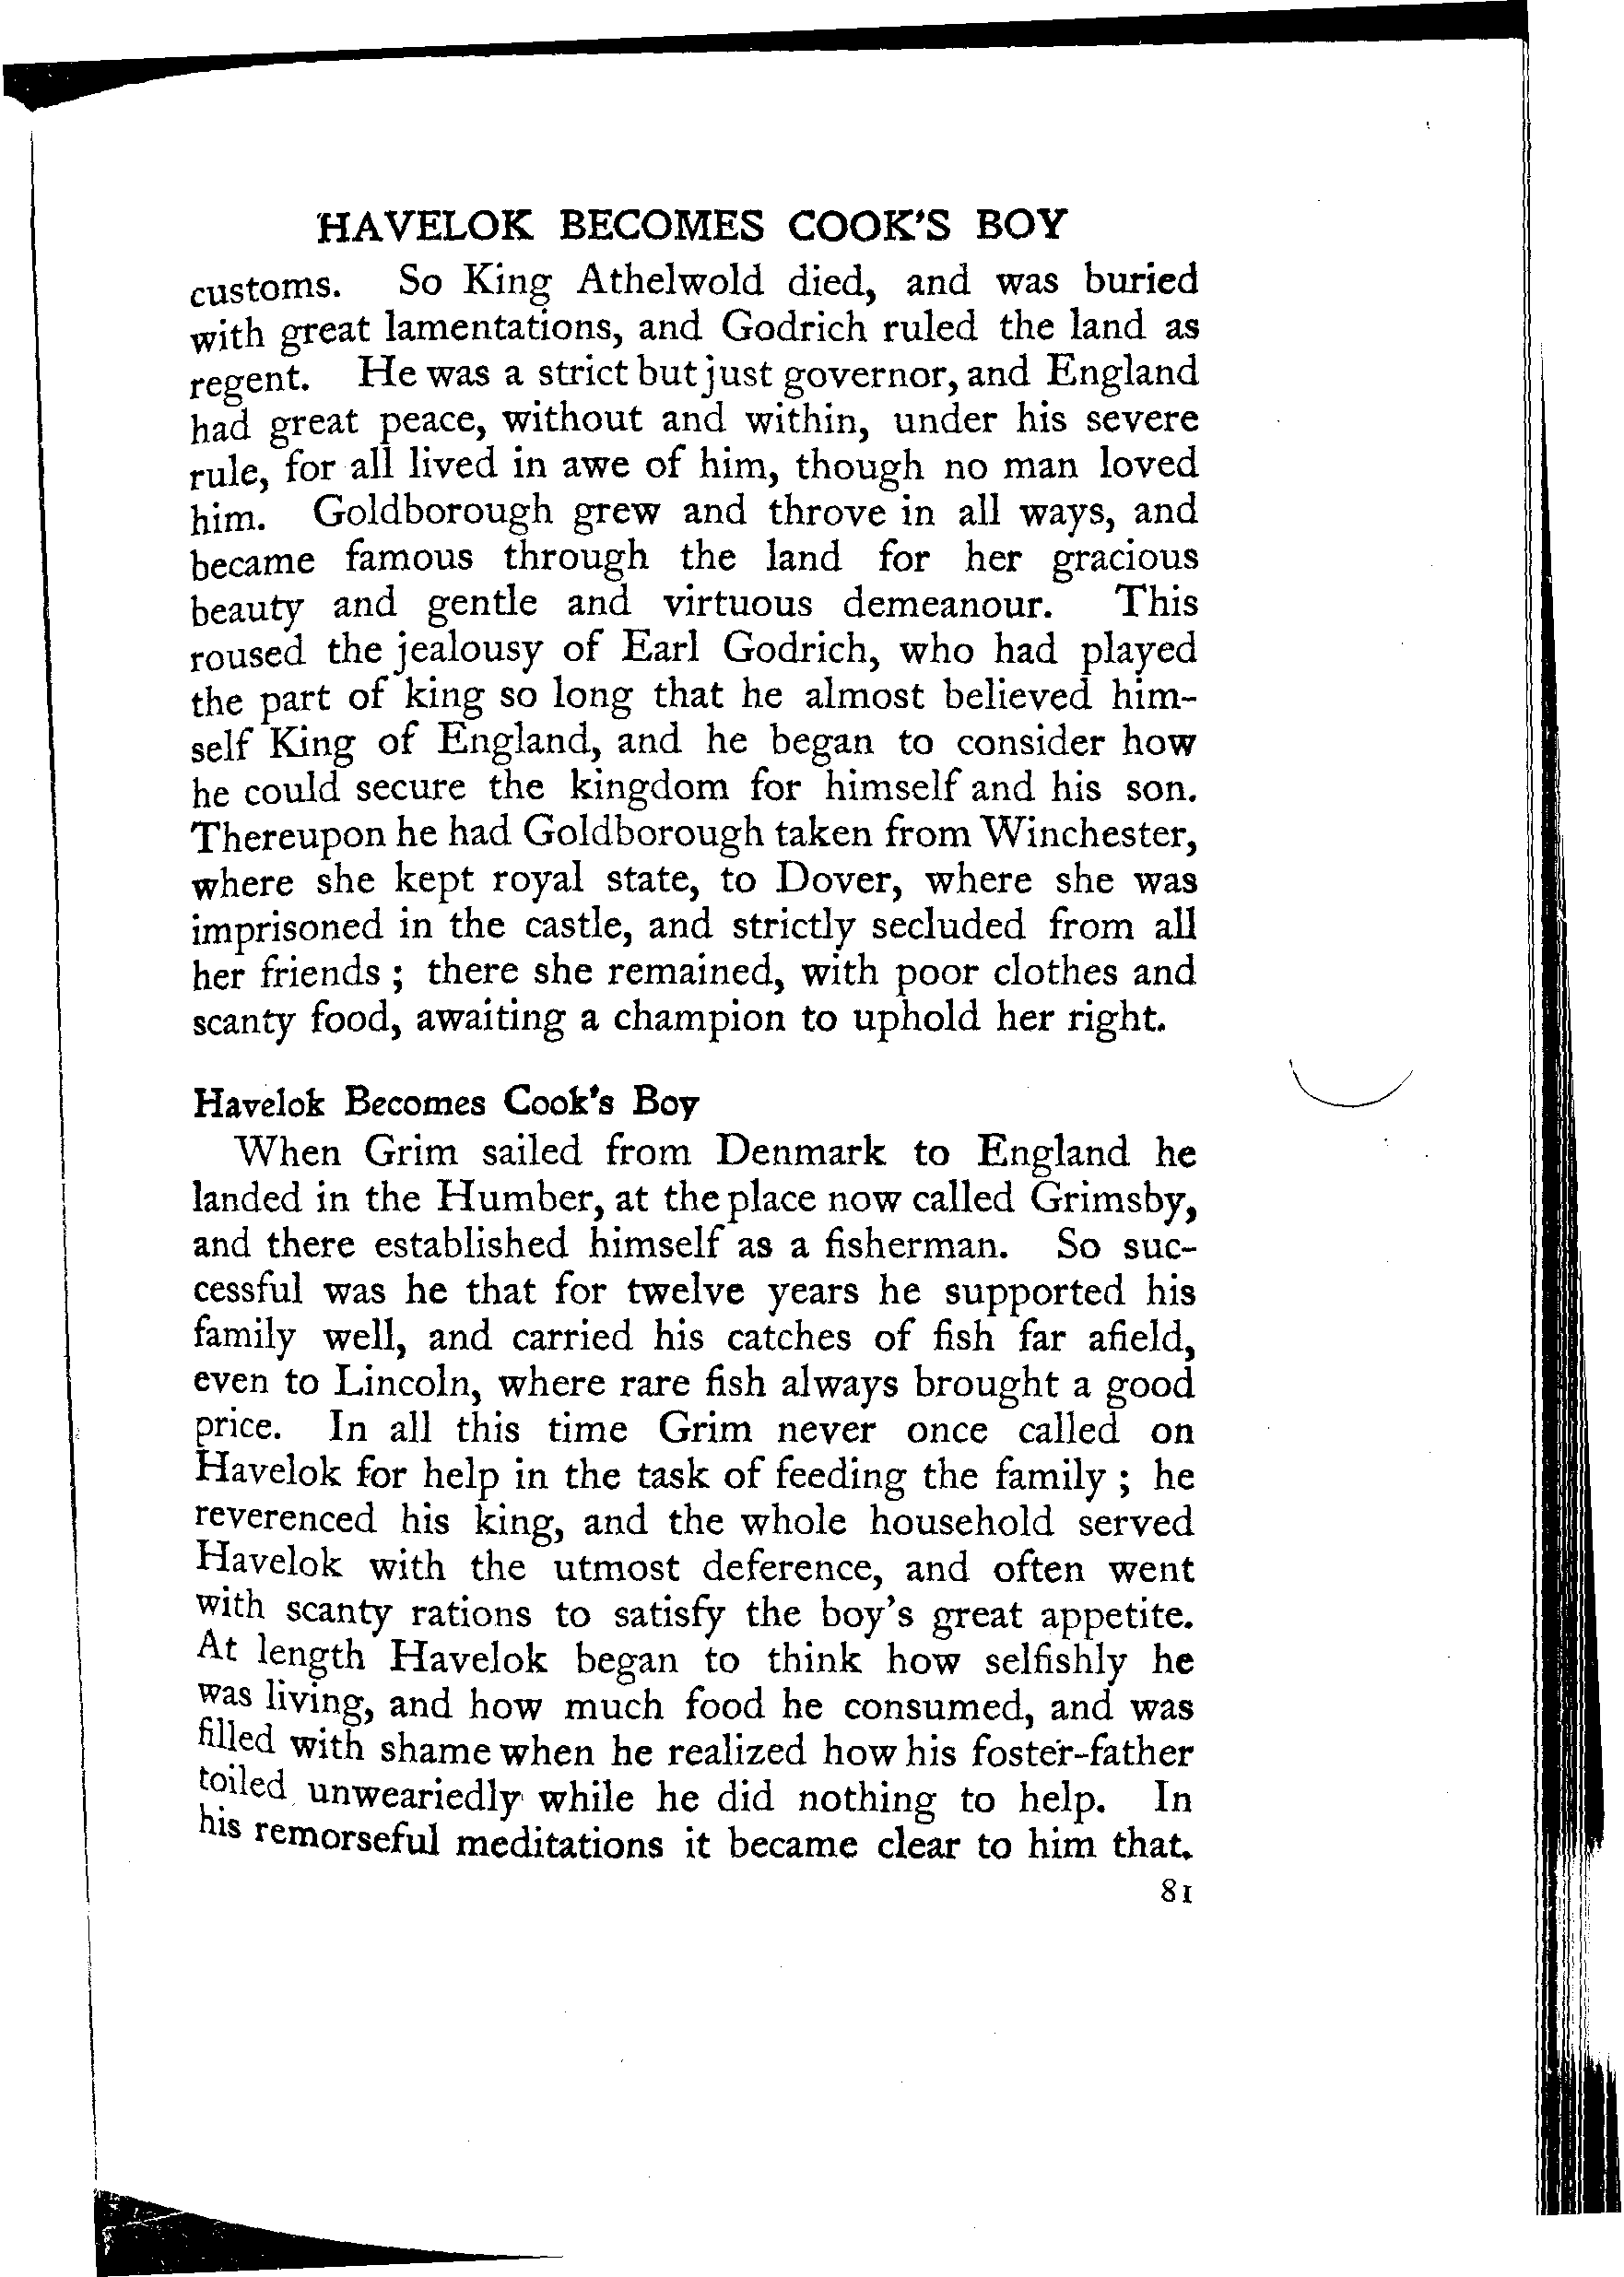 HAVELOK BECOMES COOK'S BOY
customs. So King Athelwold died, and was buried
with great lamentations, and Godrich ruled the land as
regent. He was a strict but just governor, and England
had great peace, without and within, under his severe
rule, for all lived in awe of him, though no man loved
him. Goldborough grew and throve in all ways, and
became famous through the land for her gracious
beauty and gentle and virtuous demeanour. This
roused the jealousy of Earl Godrich, who had played
the part of king so long that he almost believed him-
self King of England, and he began to consider how
he could secure the kingdom for himself and his son.
Thereupon he had Goldborough taken from Winchester,
where she kept royal state, to Dover, where she was
imprisoned in the castle, and strictly secluded from all
her friends ; there she remained, with poor clothes and
scanty food, awaiting a champion to uphold her right.
Havelok Becomes Cook's Boy
When Grim sailed from Denmark to England he
landed in the Humber, at the place now called Grimsby,
and there established himself as a fisherman. So suc-
cessful was he that for twelve years he supported his
family well, and carried his catches of fish far afield,
even to Lincoln, where rare fish always brought a good
price. In all this time Grim never once called on
Havelok for help in the task of feeding the family ; he
reverenced his king, and the whole household served
Havelok with the utmost deference, and often went
with scanty rations to satisfy the boy's great appetite.
At length Havelok began to think how selfishly he
was living, and how much food he consumed, and was
filled with shame when he realized how his foster-father
toiled unweariedly while he did nothing to help. In
his remorseful meditations it became clear to him that.
81